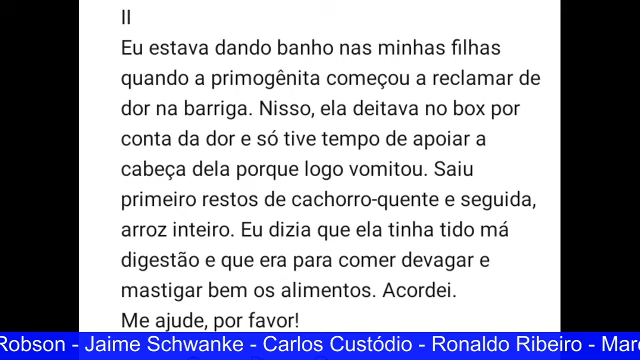 II
Eu estava dando banho nas minhas filhas
quando a primogênita começou a reclamar de
dor na barriga. Nisso, ela deitava no box por
conta da dor e só tive tempo de apoiar a
cabeça dela porque logo vomitou. Saiu
primeiro restos de cachorro-quente e seguida,
arroz inteiro. Eu dizia que ela tinha tido má
digestão e que era para comer devagar e
mastigar bem os alimentos. Acordei.
Me ajude, por favor!
Robson - Jaime Schwanke - Carlos Custódio - Ronaldo Ribeiro - Mar